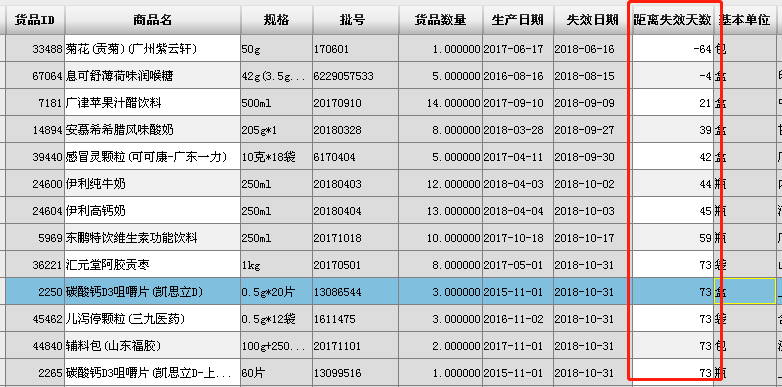 货品ID 商品名 规格 批号 货品数量 生产日期 失效日期 距离失效天数 基本单位
33488 菊花(贡菊)(广州紫云轩) 50g 170601 1.000000 2017-06-17 2018-06-16 -64 包
67064 息可舒薄荷味润喉糖 42g(3.5g... 6229057533 5.000000 2016-08-16 2018-08-15 -4 盒
7181 广津苹果汁醋饮料 500ml 20170910 14.000000 2017-09-10 2018-09-09 21 盒
14894 安慕希希腊风味酸奶 205g*1 20180328 8.000000 2018-03-28 2018-09-27 39 盒
39440 感冒灵颗粒(可可康-广东一力) 10克*18袋 6170404 5.000000 2017-04-11 2018-09-30 42 盒
24600 伊利纯牛奶 250ml 20180403 12.000000 2018-04-03 2018-10-02 44 瓶
24604 伊利高钙奶 250ml 20180404 13.000000 2018-04-04 2018-10-03 45 瓶
5969 东鹏特饮维生素功能饮料 250ml 20171018 10.000000 2017-10-18 2018-10-17 59 瓶
36221 汇元堂阿胶贡枣 1kg 20170501 8.000000 2017-05-01 2018-10-31 73 袋
2250 碳酸钙D3咀嚼片(凯思立D) 0.5g*20片 13086544 3.000000 2015-11-01 2018-10-31 73 盒
45462 儿泻停颗粒(三九医药) 0.5g*12袋 1611475 3.000000 2016-11-02 2018-10-31 73 袋
44840 辅料包(山东福胶) 100g+250... 20171101 2.000000 2017-11-01 2018-10-31 73 包
2265 碳酸钙D3咀嚼片(凯思立D-上... 60片 13099516 1.000000 2015-11-01 2018-10-31 73 瓶